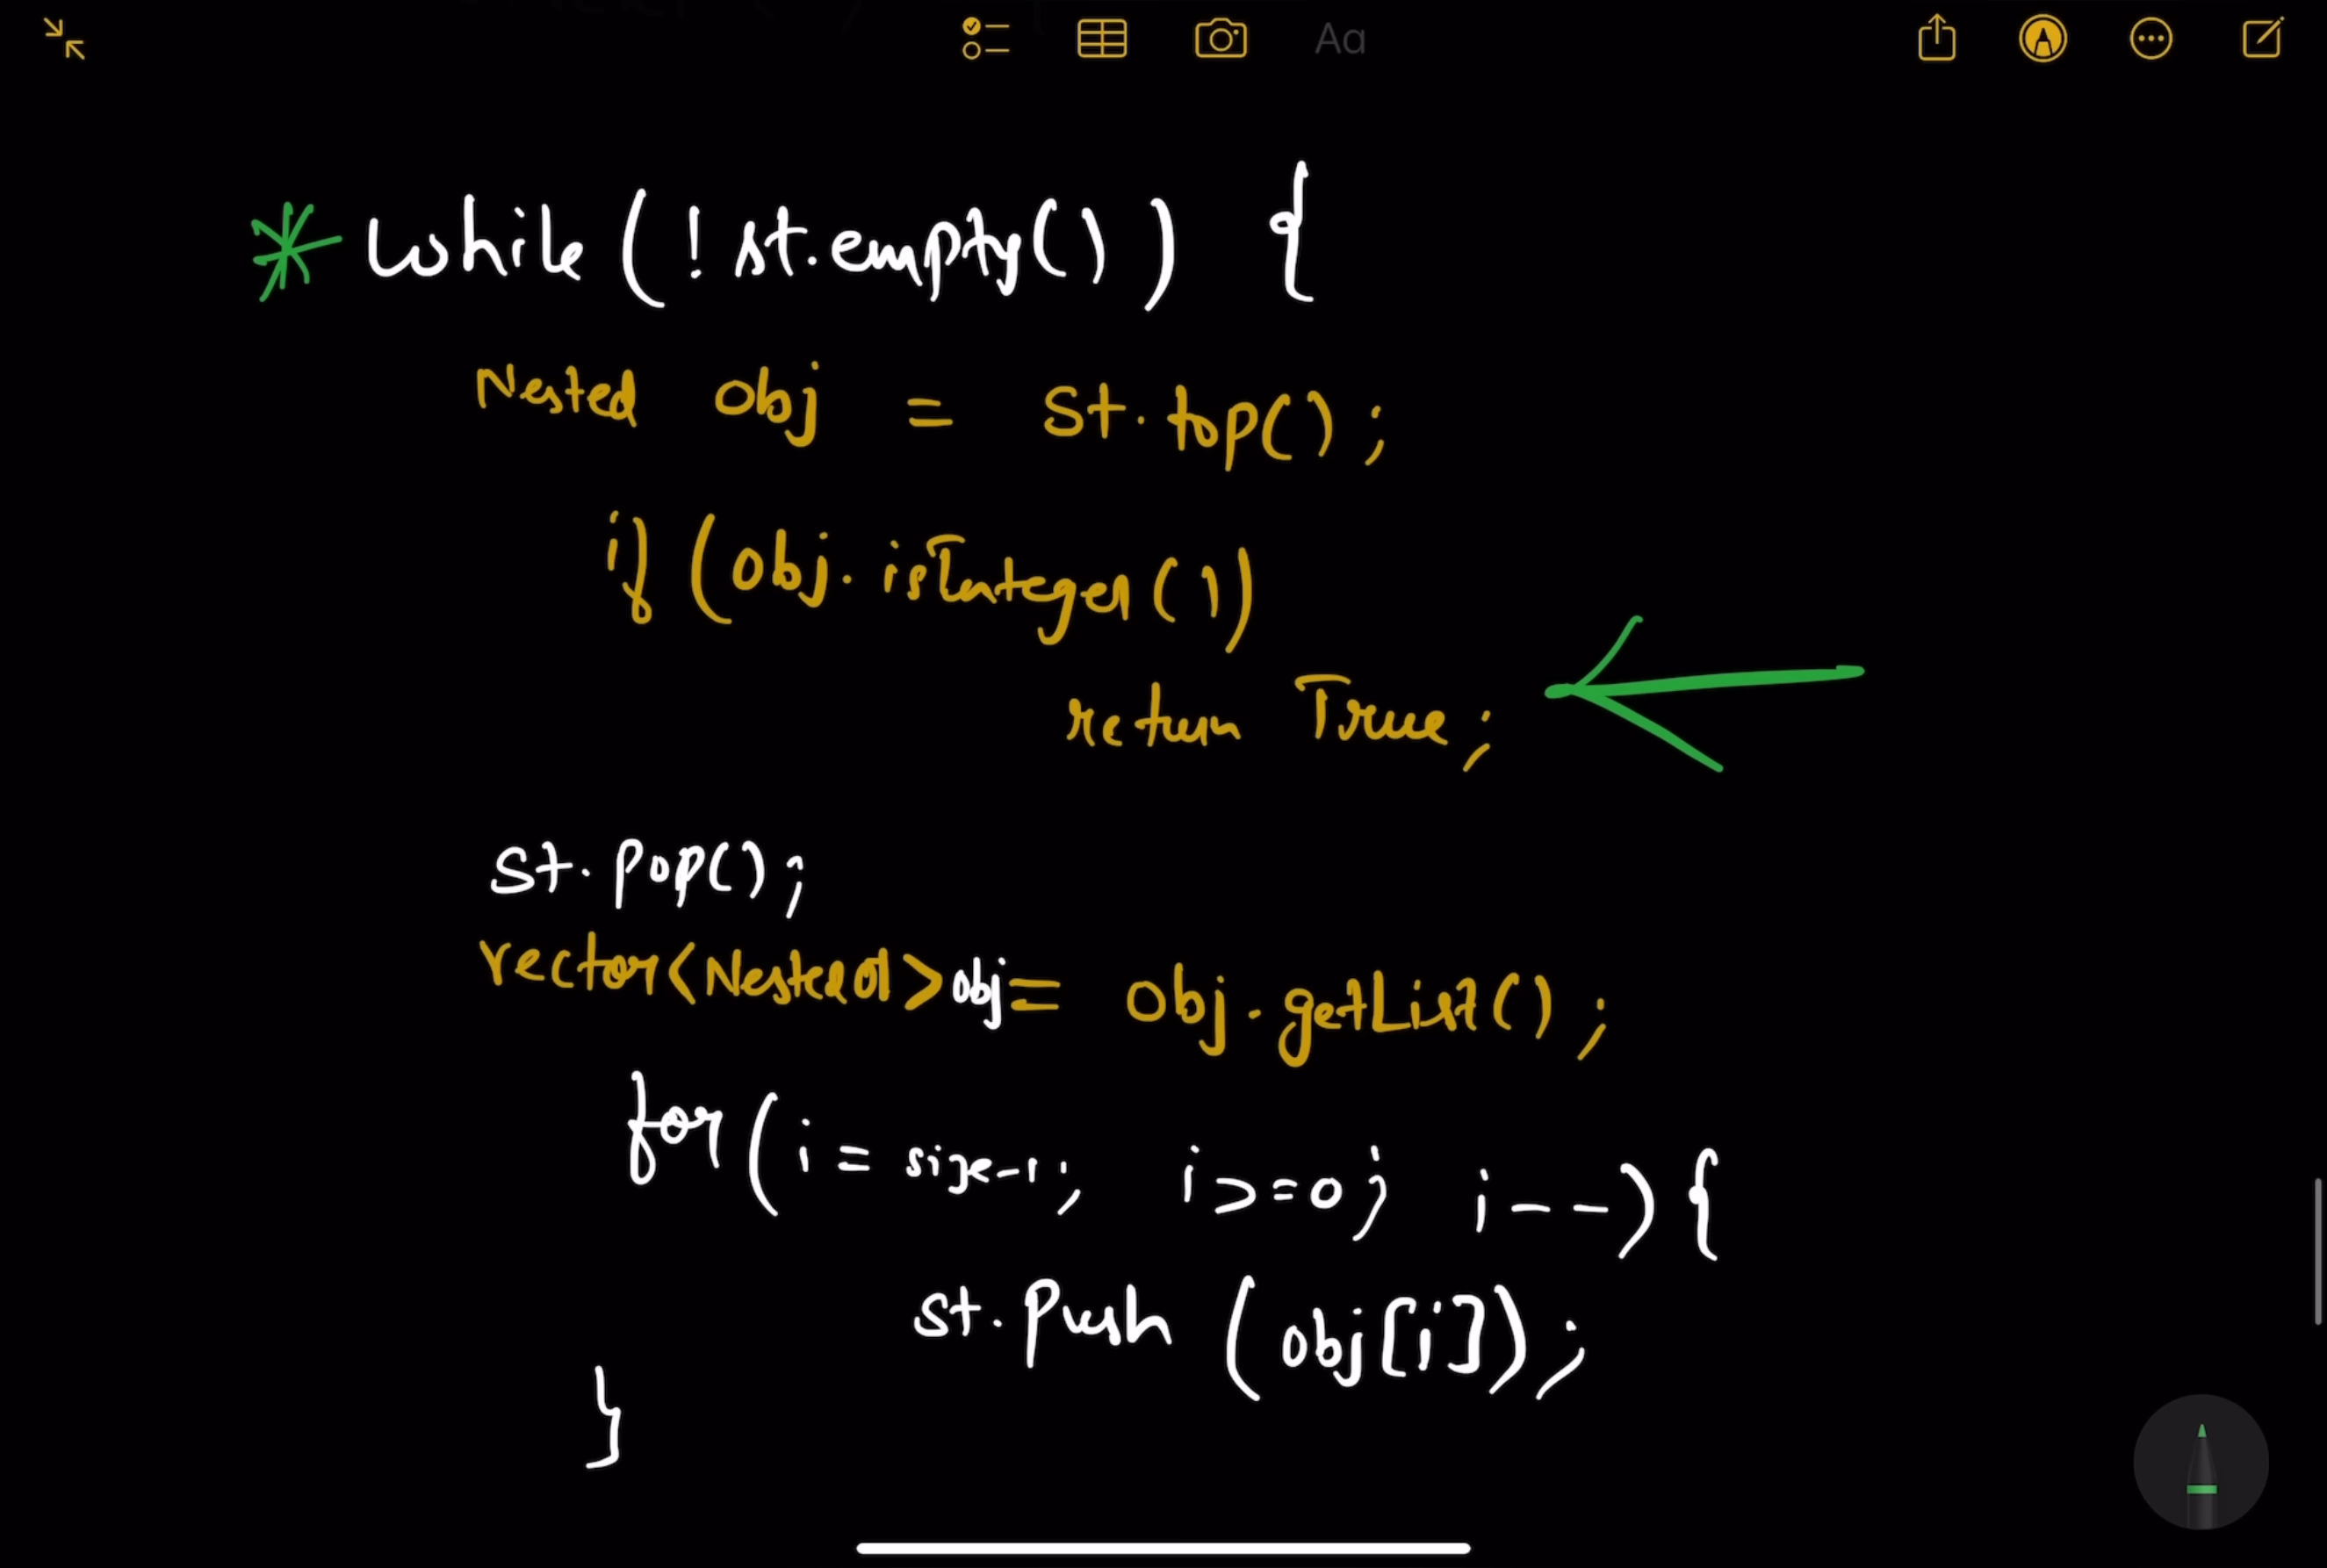 Aa
* while ( ! st.empty() ) {
Nested obj = st.top();
if (obj.isInteger())
return True;
st.pop();
vector<Nested> obj = obj.getList();
for (i = size-1; i>=0; i--) {
st.push (obj[i]);
}